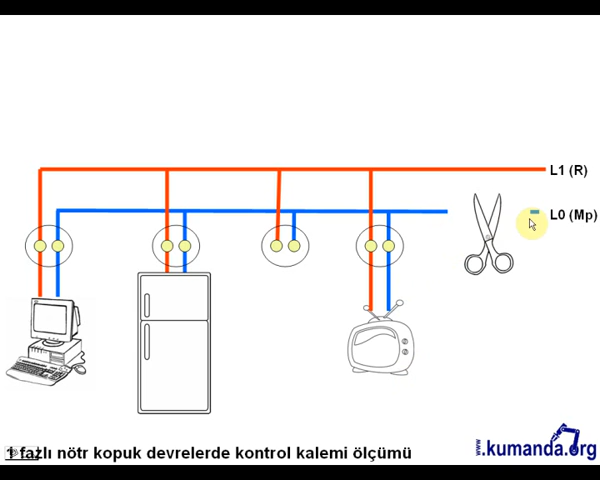 L1 (R)
L0 (Mp)
1 fazlı nötr kopuk devrelerde kontrol kalemi ölçümü
www.kumanda.org